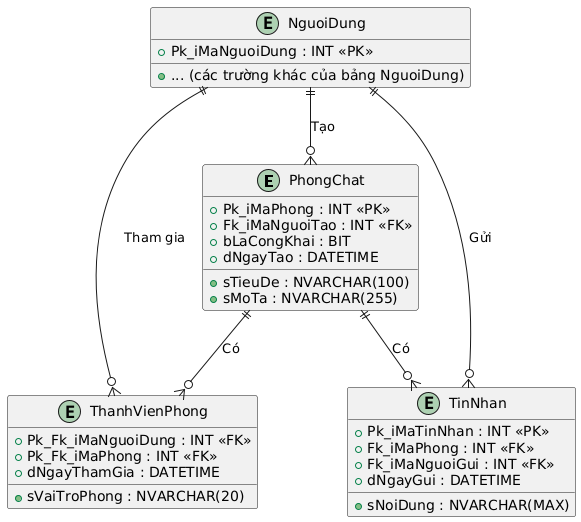 E NguoiDung
Pk_iMaNguoiDung : INT «PK»
... (các trường khác của bảng NguoiDung)
Tạo
E PhongChat
Pk_iMaPhong : INT «PK»
Fk_iMaNguoiTao : INT «FK»
bLaCongKhai : BIT
dNgayTao : DATETIME
sTieuDe : NVARCHAR(100)
sMoTa : NVARCHAR(255)
Tham gia
Gửi
Có
Có
E ThanhVienPhong
Pk_Fk_iMaNguoiDung : INT «FK»
Pk_Fk_iMaPhong : INT «FK»
dNgayThamGia : DATETIME
sVaiTroPhong : NVARCHAR(20)
E TinNhan
Pk_iMaTinNhan : INT «PK»
Fk_iMaPhong : INT «FK»
Fk_iMaNguoiGui : INT «FK»
dNgayGui : DATETIME
sNoiDung : NVARCHAR(MAX)